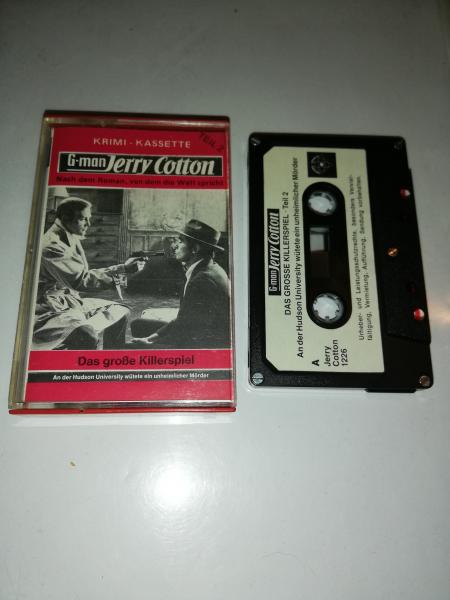 KRIMI - KASSETTE
TEIL 2
G-man Jerry Cotton
Nach dem Roman, von dem die Welt spricht
Das große Killerspiel
An der Hudson University wütete ein unheimlicher Mörder
G-man Jerry Cotton
DAS GROSSE KILLERSPIEL - Teil 2
An der Hudson University wütete ein unheimlicher Mörder
A
Jerry
Cotton
1226
Urheber- und Leistungsschutzrechte, besonders Verviel-
fältigung, Vermietung, Aufführung, Sendung vorbehalten.